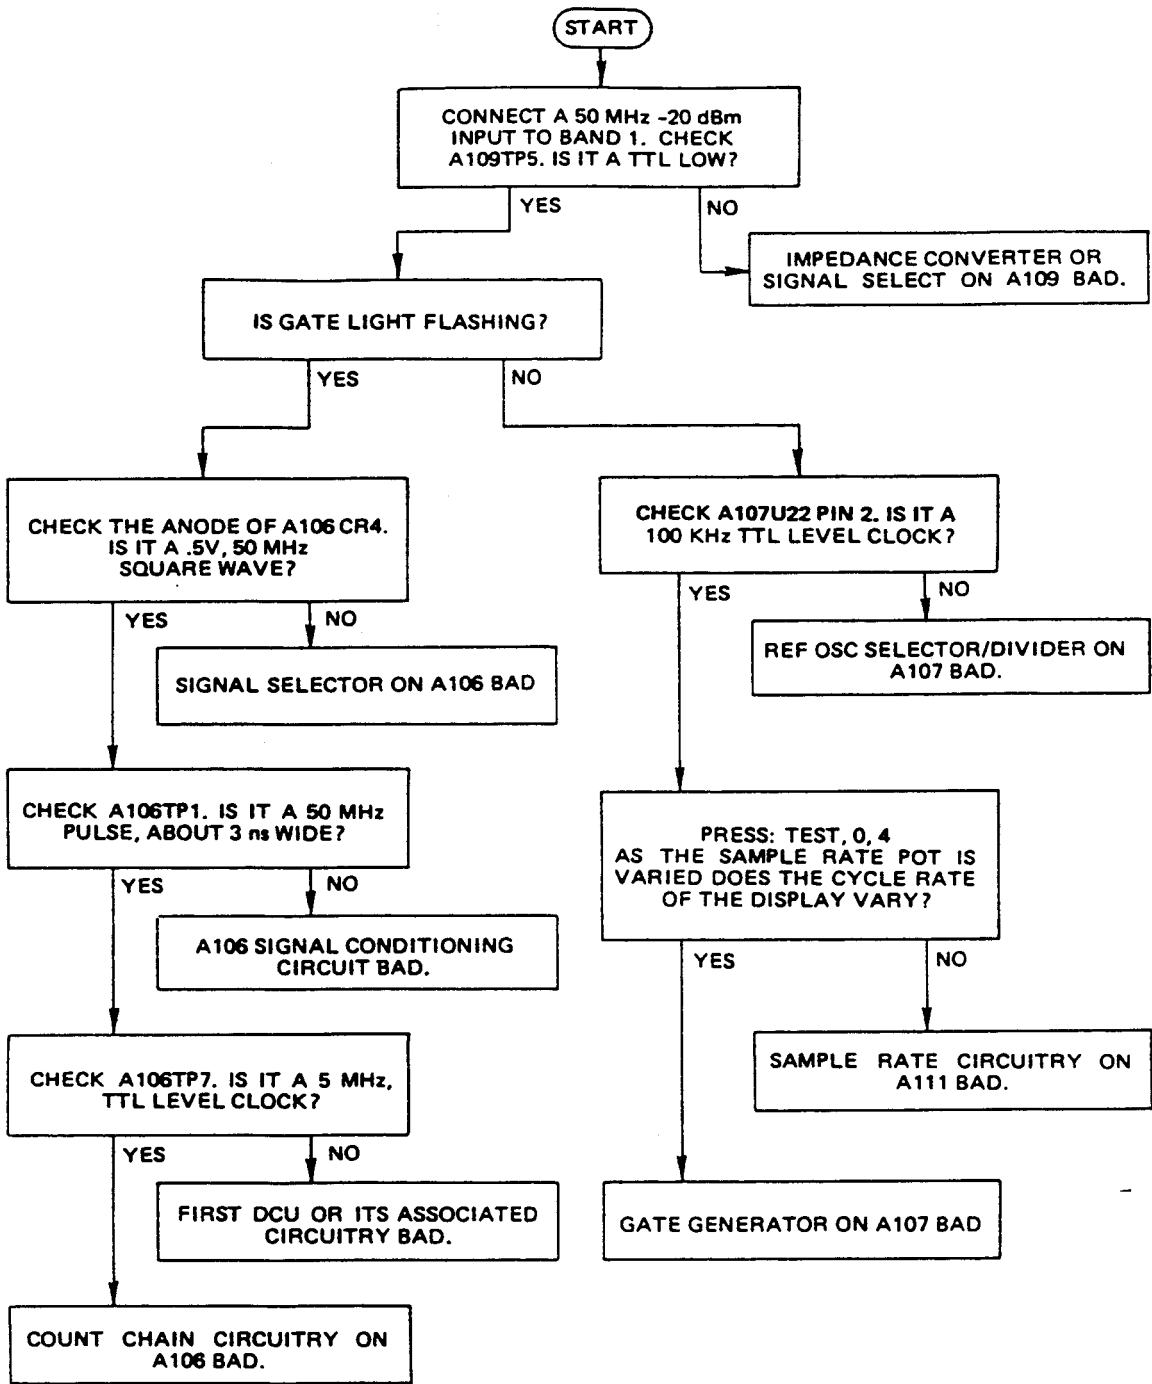 START
CONNECT A 50 MHz -20 dBm
INPUT TO BAND 1. CHECK
A109TP5. IS IT A TTL LOW?
YES
NO
IMPEDANCE CONVERTER OR
SIGNAL SELECT ON A109 BAD.
IS GATE LIGHT FLASHING?
YES
NO
CHECK THE ANODE OF A106 CR4.
IS IT A .5V, 50 MHz
SQUARE WAVE?
YES
NO
SIGNAL SELECTOR ON A106 BAD
CHECK A106TP1. IS IT A 50 MHz
PULSE, ABOUT 3 ns WIDE?
YES
NO
A106 SIGNAL CONDITIONING
CIRCUIT BAD.
CHECK A106TP7. IS IT A 5 MHz,
TTL LEVEL CLOCK?
YES
NO
FIRST DCU OR ITS ASSOCIATED
CIRCUITRY BAD.
COUNT CHAIN CIRCUITRY ON
A106 BAD.
CHECK A107U22 PIN 2. IS IT A
100 KHz TTL LEVEL CLOCK?
YES
NO
REF OSC SELECTOR/DIVIDER ON
A107 BAD.
PRESS: TEST, 0, 4
AS THE SAMPLE RATE POT IS
VARIED DOES THE CYCLE RATE
OF THE DISPLAY VARY?
YES
NO
SAMPLE RATE CIRCUITRY ON
A111 BAD.
GATE GENERATOR ON A107 BAD